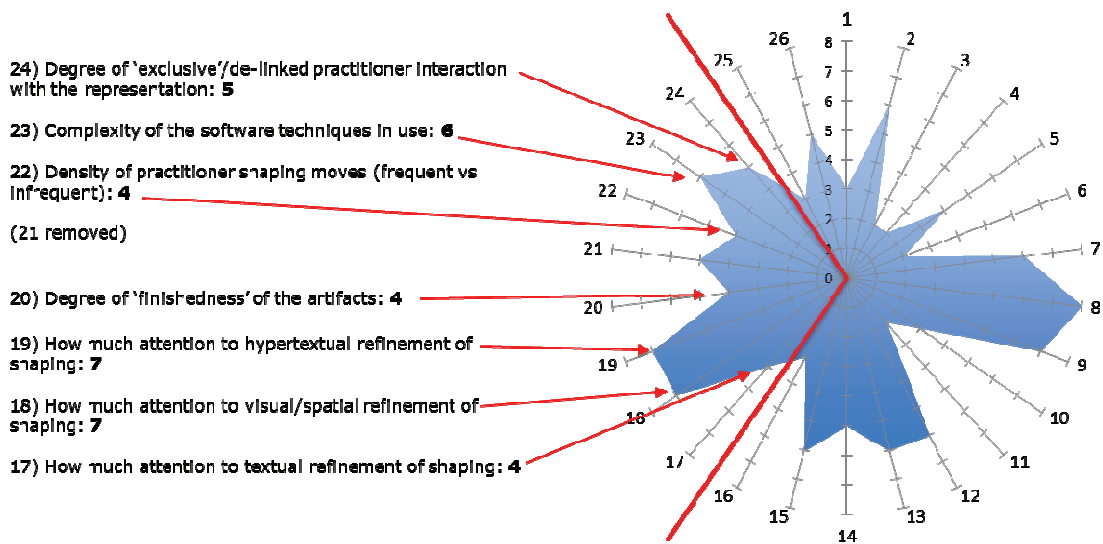 24) Degree of 'exclusive'/de-linked practitioner interaction
with the representation: 5
23) Complexity of the software techniques in use: 6
22) Density of practitioner shaping moves (frequent vs
infrequent): 4
(21 removed)
20) Degree of 'finishedness' of the artifacts: 4
19) How much attention to hypertextual refinement of
shaping: 7
18) How much attention to visual/spatial refinement of
shaping: 7
17) How much attention to textual refinement of shaping: 4
1
2
3
4
5
6
7
8
9
10
11
12
13
14
15
16
17
18
19
20
21
22
23
24
25
26
8
7
6
5
4
3
2
1
0